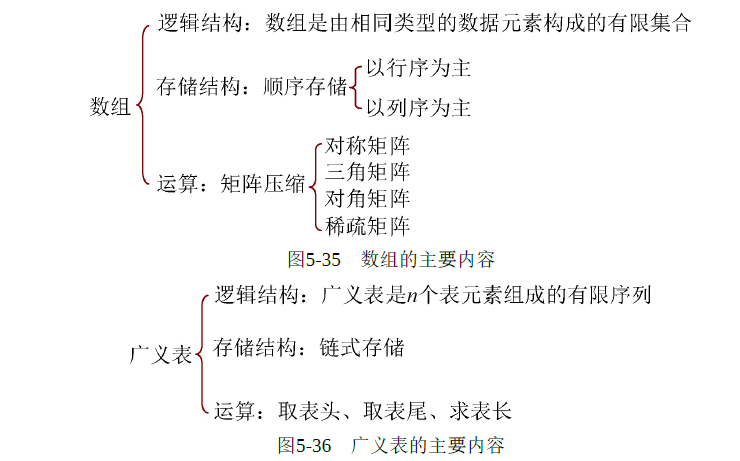 逻辑结构：数组是由相同类型的数据元素构成的有限集合
以行序为主
存储结构：顺序存储
以列序为主
数组
对称矩阵
三角矩阵
运算：矩阵压缩
对角矩阵
稀疏矩阵
图5-35 数组的主要内容
逻辑结构：广义表是n个表元素组成的有限序列
存储结构：链式存储
广义表
运算：取表头、取表尾、求表长
图5-36 广义表的主要内容